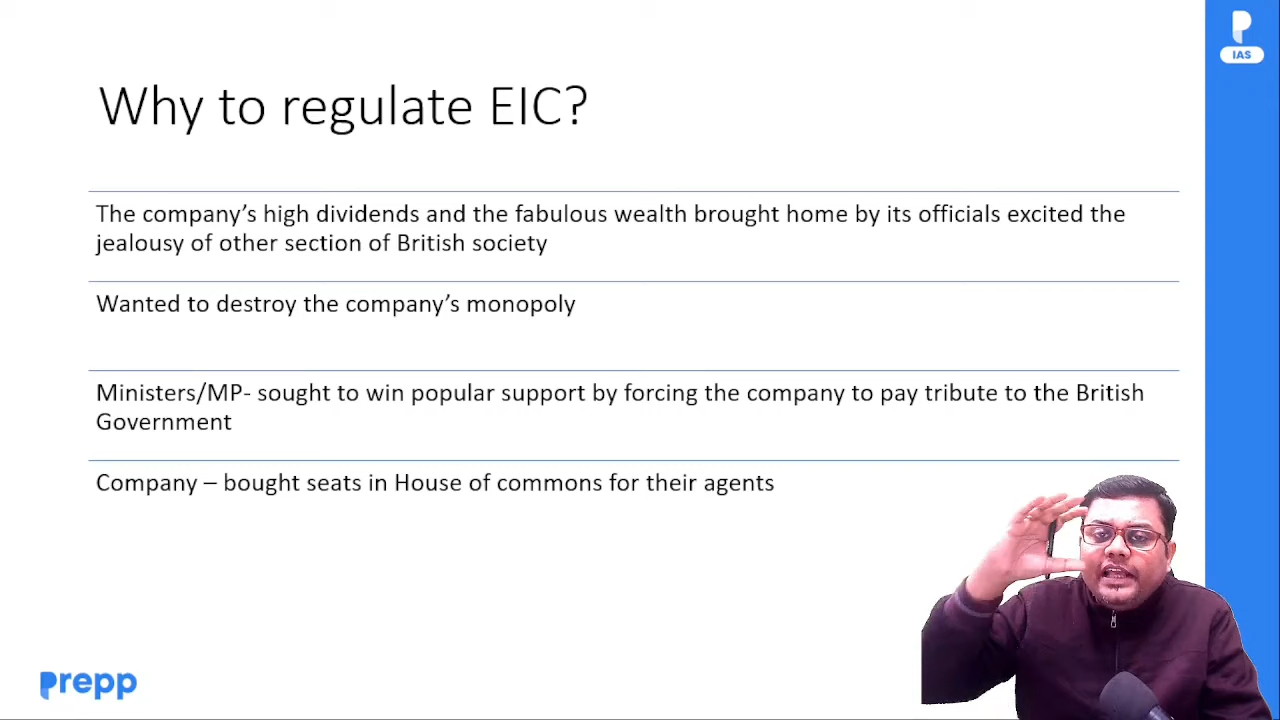 IAS
Why to regulate EIC?
The company’s high dividends and the fabulous wealth brought home by its officials excited the
jealousy of other section of British society
Wanted to destroy the company’s monopoly
Ministers/MP- sought to win popular support by forcing the company to pay tribute to the British
Government
Company – bought seats in House of commons for their agents
prepp